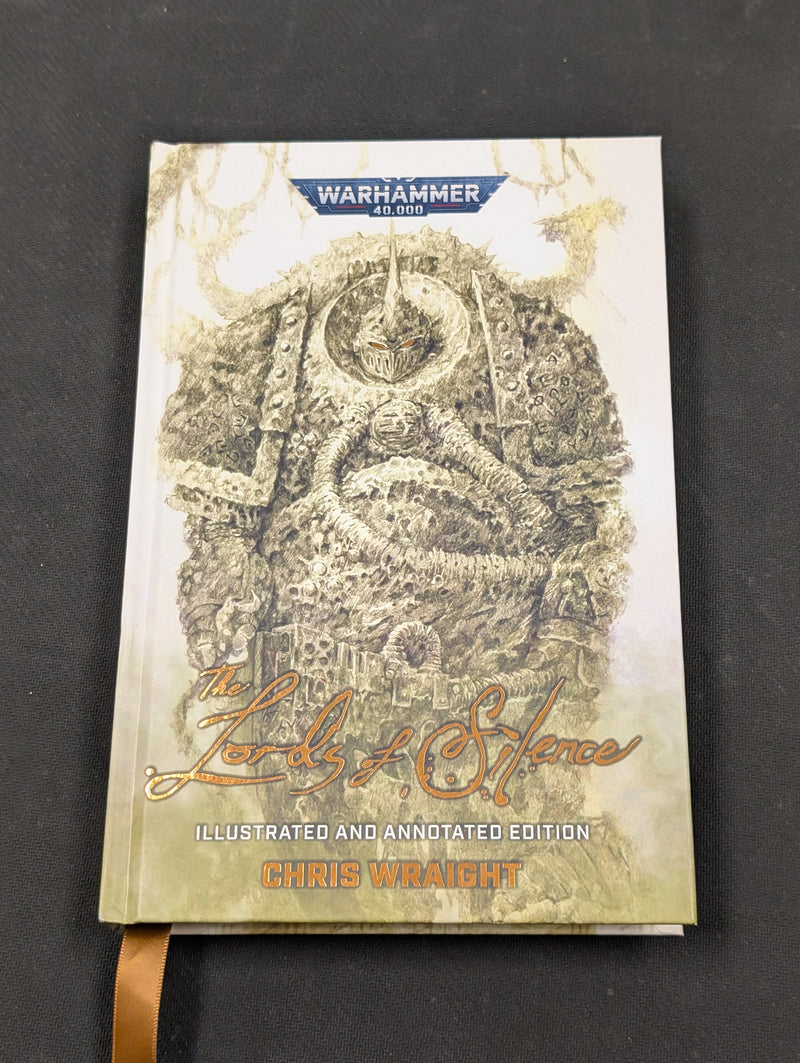 WARHAMMER
40,000
The
Lords of Silence
ILLUSTRATED AND ANNOTATED EDITION
CHRIS WRAIGHT